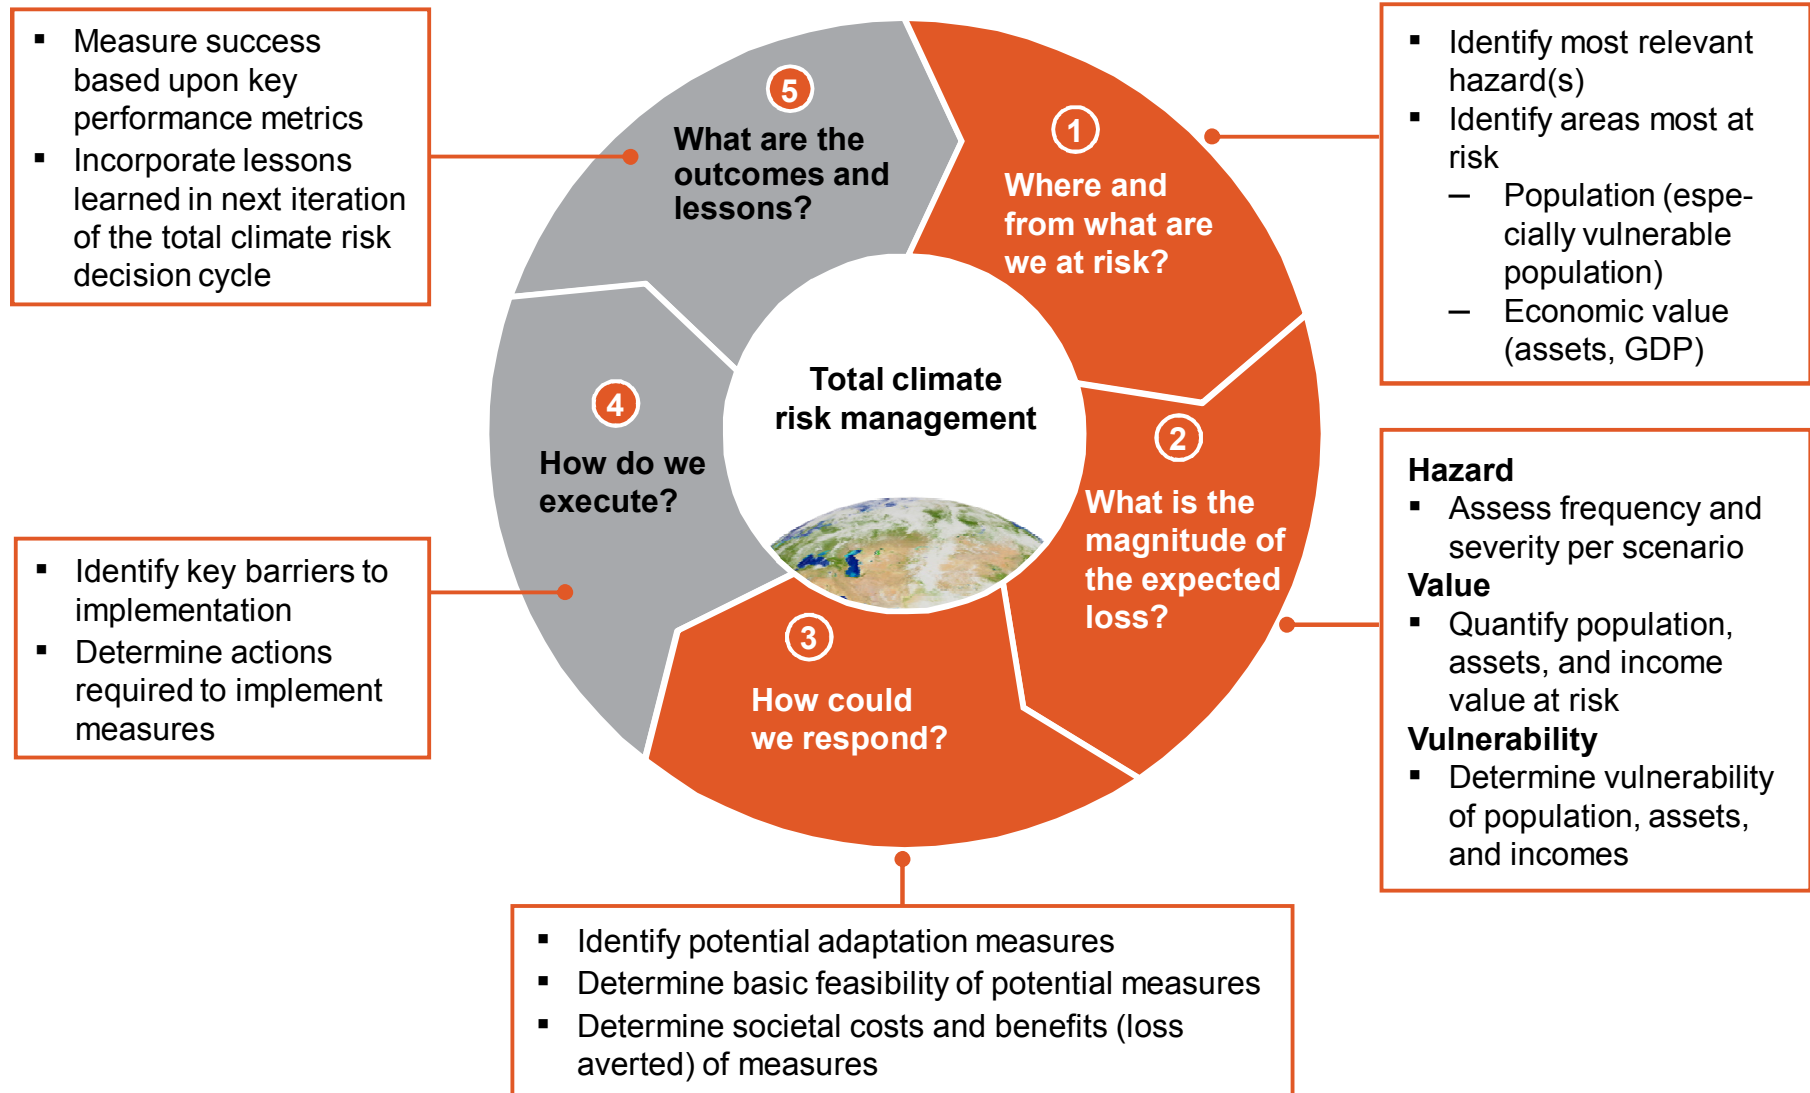 ▪ Measure success
based upon key
performance metrics
▪ Incorporate lessons
learned in next iteration
of the total climate risk
decision cycle
5
What are the
outcomes and
lessons?
1
Where and
from what are
we at risk?
▪ Identify most relevant
hazard(s)
▪ Identify areas most at
risk
– Population (espe-
cially vulnerable
population)
– Economic value
(assets, GDP)
Total climate
risk management
4
How do we
execute?
2
What is the
magnitude of
the expected
loss?
Hazard
▪ Assess frequency and
severity per scenario
Value
▪ Quantify population,
assets, and income
value at risk
Vulnerability
▪ Determine vulnerability
of population, assets,
and incomes
▪ Identify key barriers to
implementation
▪ Determine actions
required to implement
measures
3
How could
we respond?
▪ Identify potential adaptation measures
▪ Determine basic feasibility of potential measures
▪ Determine societal costs and benefits (loss
averted) of measures